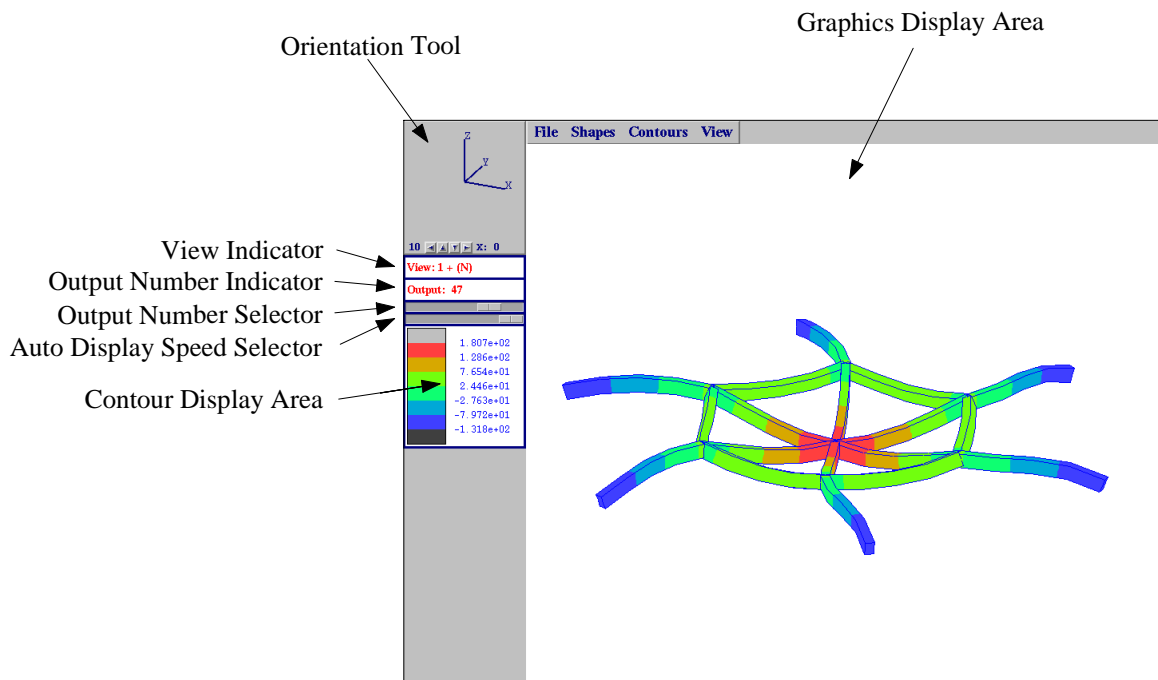 Graphics Display Area
Orientation Tool
File Shapes Contours View
Z
Y
X
10 X: 0
View Indicator
View: 1 + (N)
Output Number Indicator
Output: 47
Output Number Selector
Auto Display Speed Selector
1.807e+02
1.286e+02
7.654e+01
2.446e+01
-2.763e+01
-7.972e+01
-1.318e+02
Contour Display Area